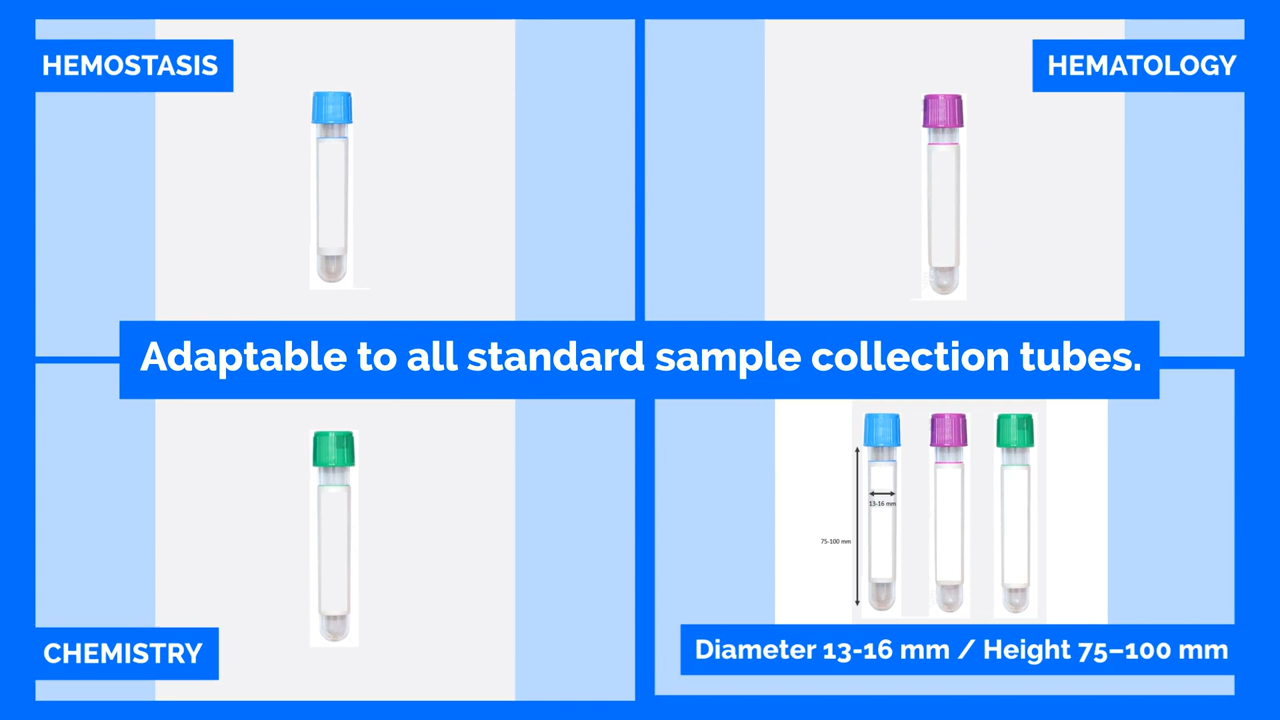 HEMOSTASIS
HEMATOLOGY
Adaptable to all standard sample collection tubes.
13-16 mm
75-100 mm
CHEMISTRY
Diameter 13-16 mm / Height 75–100 mm